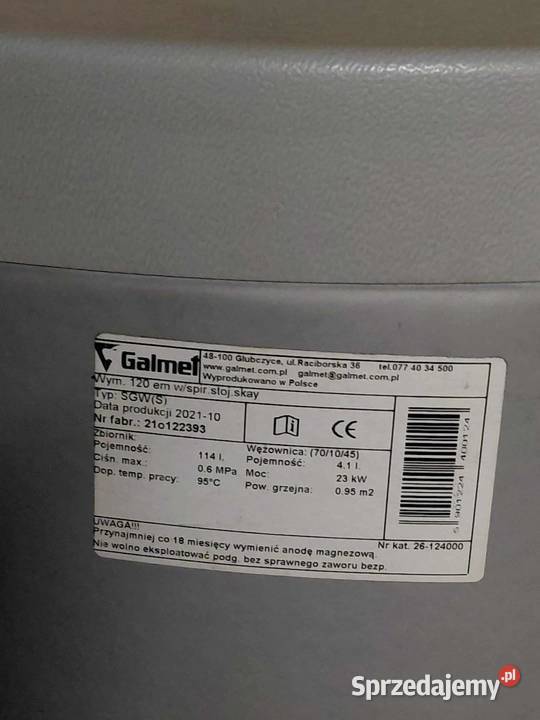 Galmet
48-100 Głubczyce, ul.Raciborska 36 tel.077 40 34 500
www.galmet.com.pl galmet@galmet.com.pl
Wyprodukowano w Polsce
Wym. 120 em w/spir.stoj.skay
Typ: SGW(S)
Data produkcji 2021-10
Nr fabr.: 21o122393
CE
Zbiornik:
Pojemność: 114 l.
Ciśn. max.: 0.6 MPa
Dop. temp. pracy: 95°C
Wężownica: (70/10/45)
Pojemność: 4.1 l.
Moc: 23 kW
Pow. grzejna: 0.95 m2
5 901224 400124
Nr kat. 26-124000
UWAGA!!!
Przynajmniej co 18 miesięcy wymienić anodę magnezową.
Nie wolno eksploatować podg. bez sprawnego zaworu bezp.
Sprzedajemy.pl